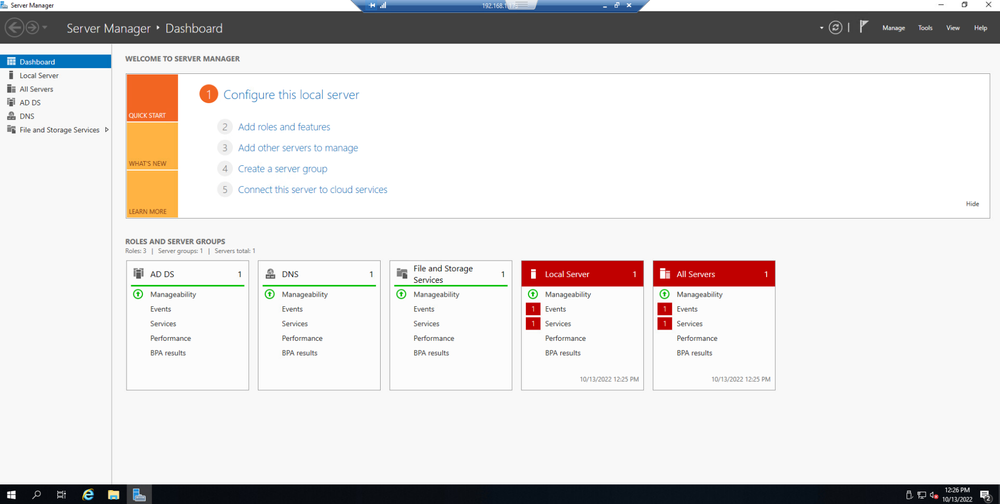 Server Manager
192.168.1
Server Manager ‣ Dashboard
Manage Tools View Help
Dashboard
Local Server
All Servers
AD DS
DNS
File and Storage Services
WELCOME TO SERVER MANAGER
QUICK START
WHAT'S NEW
LEARN MORE
1 Configure this local server
2 Add roles and features
3 Add other servers to manage
4 Create a server group
5 Connect this server to cloud services
Hide
ROLES AND SERVER GROUPS
Roles: 3 | Server groups: 1 | Servers total: 1
AD DS 1
Manageability
Events
Services
Performance
BPA results
DNS 1
Manageability
Events
Services
Performance
BPA results
File and Storage
Services 1
Manageability
Events
Services
Performance
BPA results
Local Server 1
Manageability
1 Events
1 Services
Performance
BPA results
10/13/2022 12:25 PM
All Servers 1
Manageability
1 Events
1 Services
Performance
BPA results
10/13/2022 12:25 PM
12:26 PM
10/13/2022
2